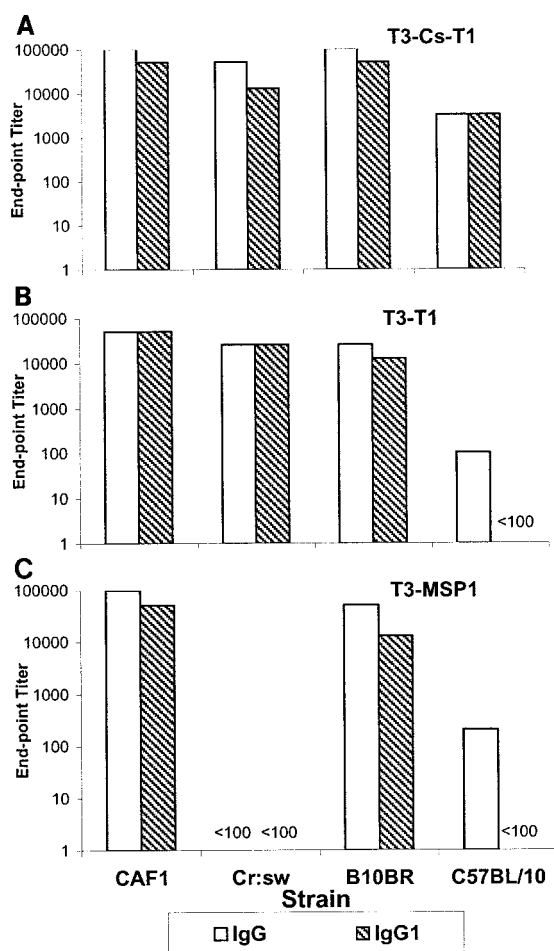 A
T3-Cs-T1
End-point Titer
100000
10000
1000
100
10
1
B
T3-T1
End-point Titer
100000
10000
1000
100
10
1
<100
C
T3-MSP1
End-point Titer
100000
10000
1000
100
10
1
<100 <100
<100
CAF1 Cr:sw B10BR C57BL/10
Strain
IgG IgG1